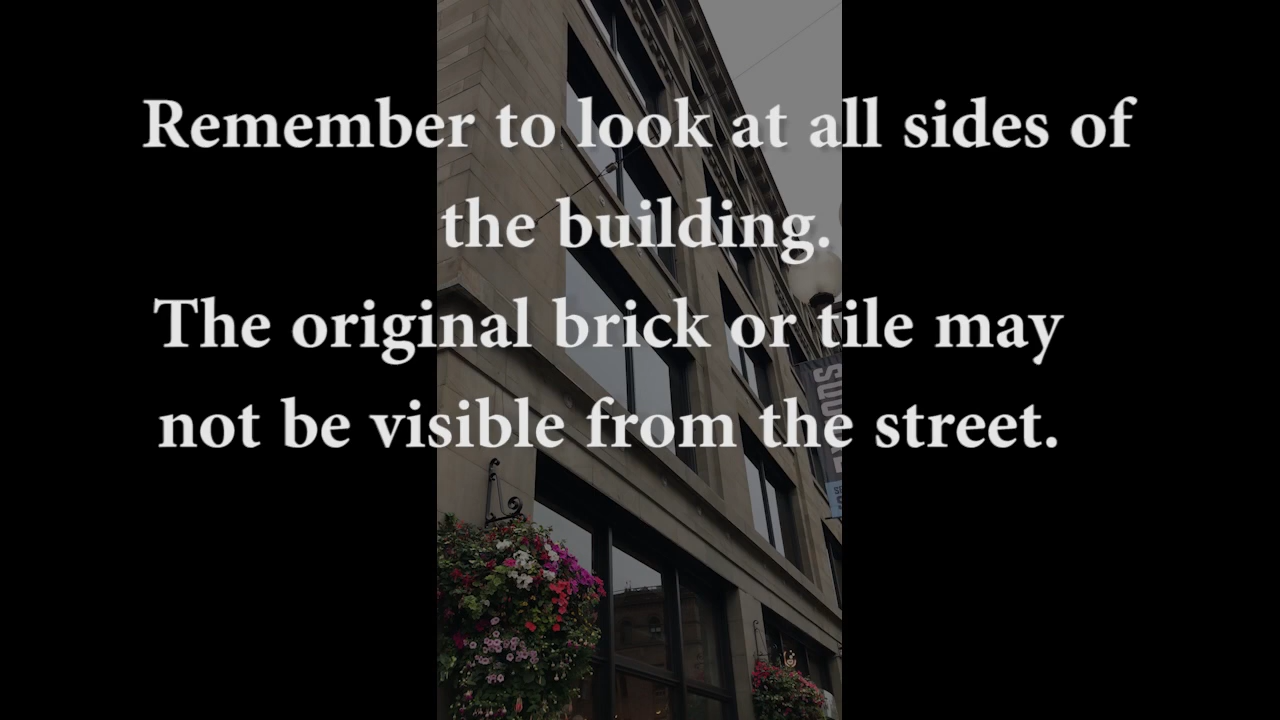 Remember to look at all sides of
the building.
The original brick or tile may
not be visible from the street.